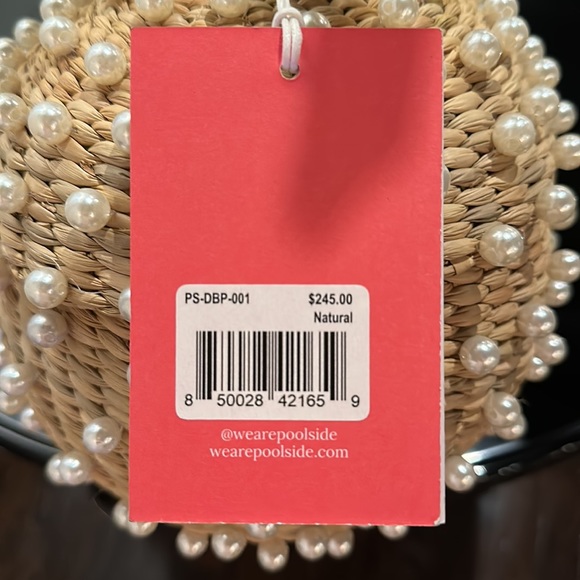 PS-DBP-001 $245.00
Natural
8 50028 42165 9
@wearepoolside
wearepoolside.com